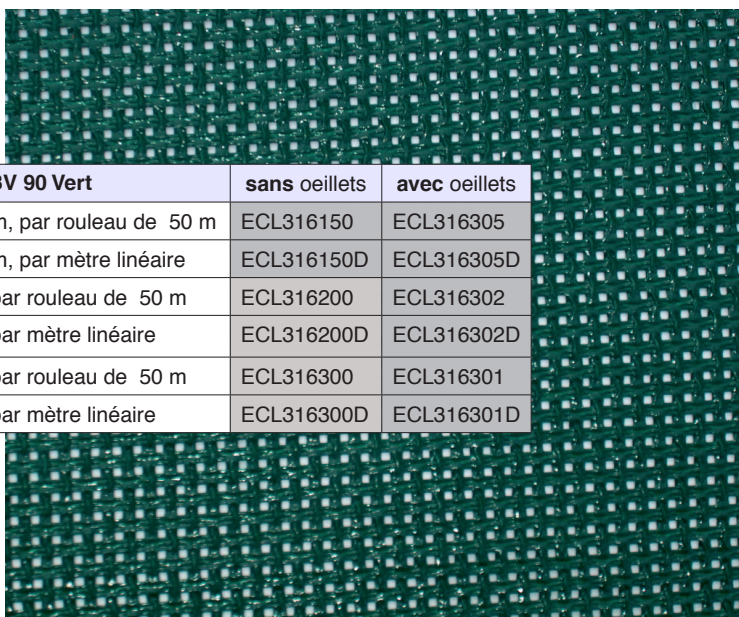 V 90 Vert sans oeillets avec oeillets
, par rouleau de 50 m ECL316150 ECL316305
, par mètre linéaire ECL316150D ECL316305D
par rouleau de 50 m ECL316200 ECL316302
par mètre linéaire ECL316200D ECL316302D
par rouleau de 50 m ECL316300 ECL316301
par mètre linéaire ECL316300D ECL316301D